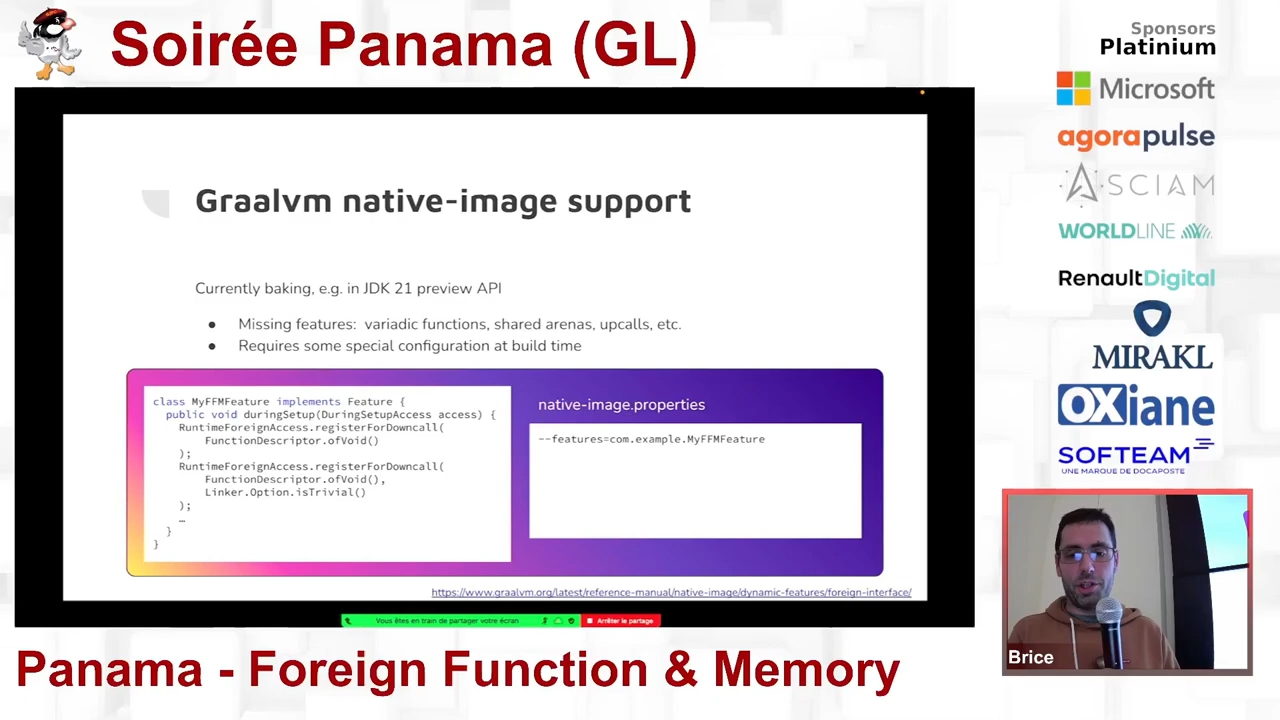 Soirée Panama (GL)
Sponsors
Platinium
Microsoft
agorapulse
ASCIAM
WORLDLINE
RenaultDigital
MIRAKL
OXiane
SOFTEAM
UNE MARQUE DE DOCAPOSTE
Graalvm native-image support
Currently baking, e.g. in JDK 21 preview API
● Missing features: variadic functions, shared arenas, upcalls, etc.
● Requires some special configuration at build time
class MyFFMFeature implements Feature {
public void duringSetup(DuringSetupAccess access) {
RuntimeForeignAccess.registerForDowncall(
FunctionDescriptor.ofVoid()
);
RuntimeForeignAccess.registerForDowncall(
FunctionDescriptor.ofVoid(),
Linker.Option.isTrivial()
);
…
}
}
native-image.properties
--features=com.example.MyFFMFeature
https://www.graalvm.org/latest/reference-manual/native-image/dynamic-features/foreign-interface/
Vous êtes en train de partager votre écran
Arrêter le partage
Brice
Panama - Foreign Function & Memory